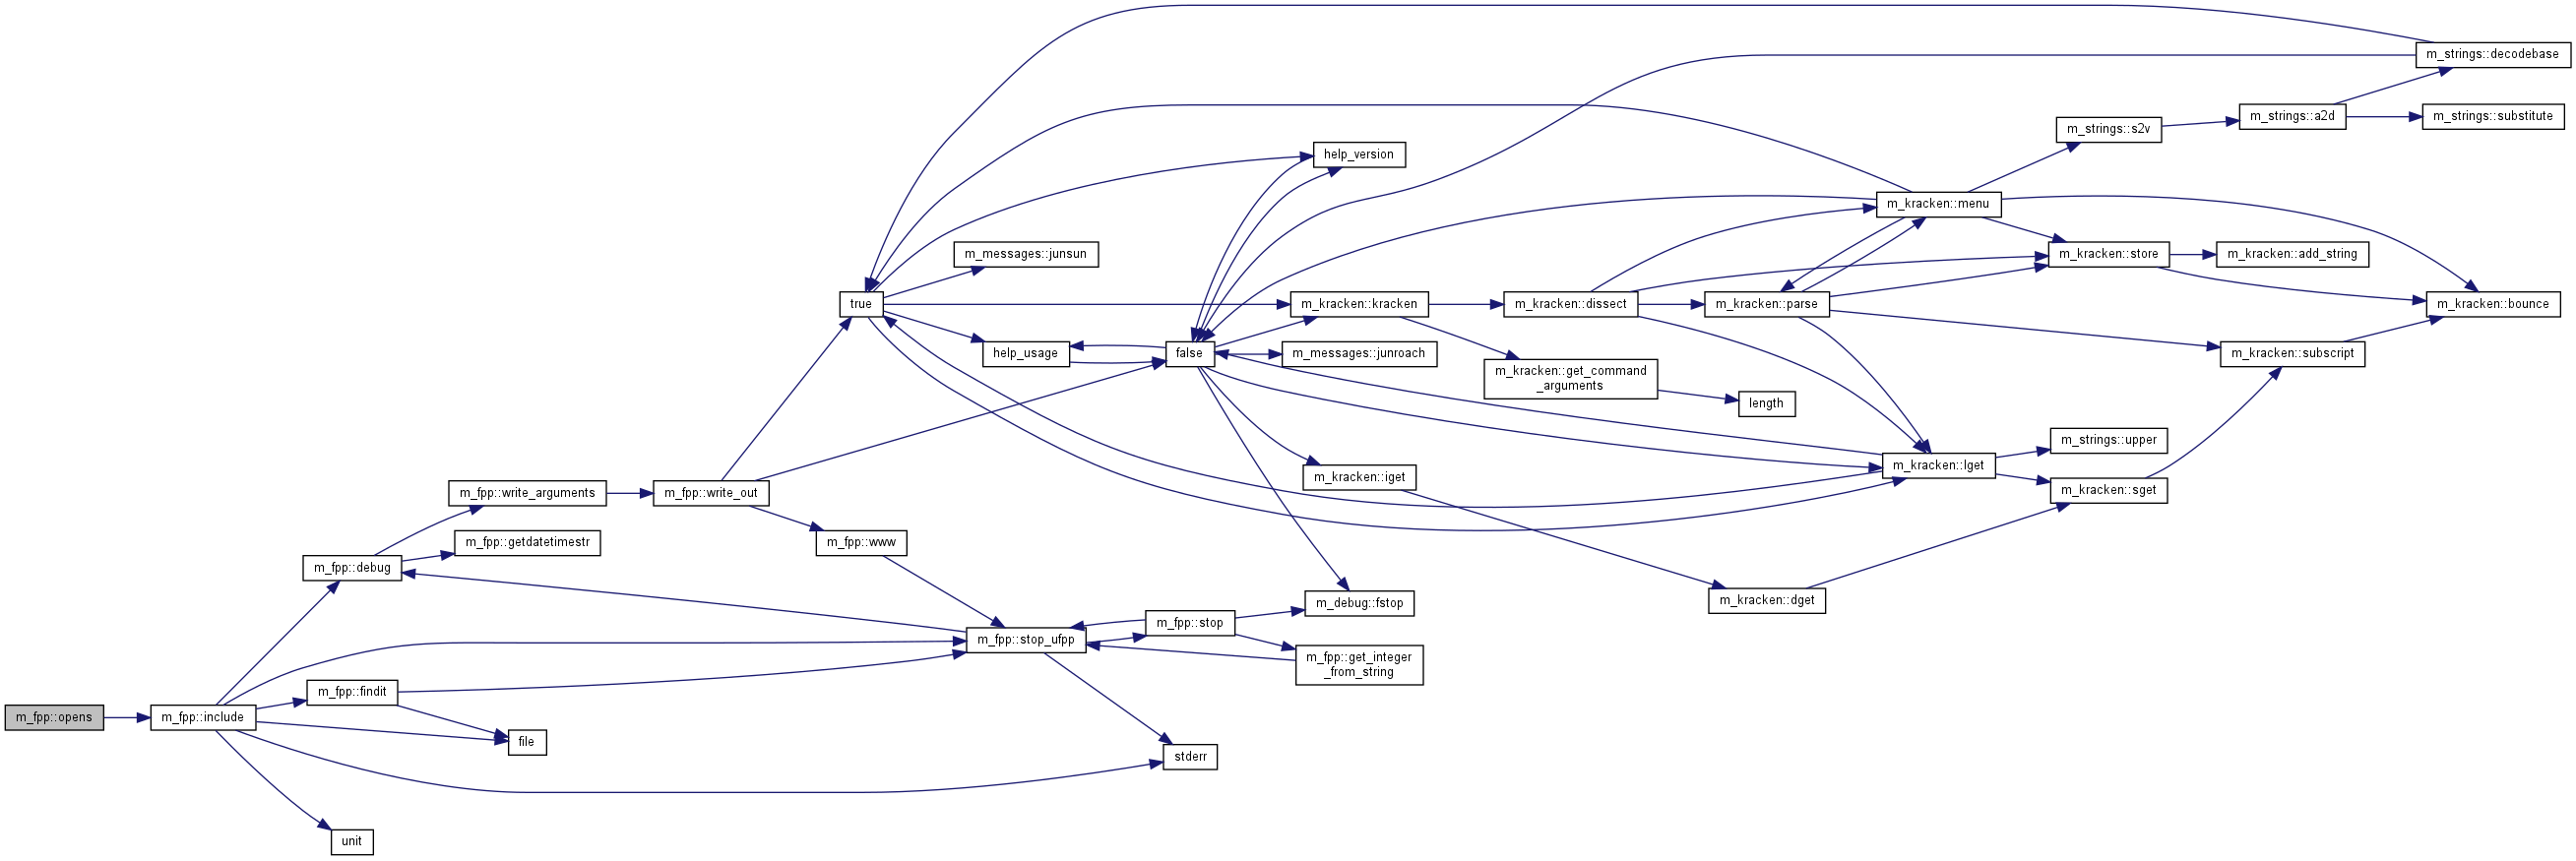 m_strings::decodebase
m_strings::a2d
m_strings::substitute
m_strings::s2v
help_version
m_kracken::menu
m_messages::junsun
m_kracken::store
m_kracken::add_string
true
m_kracken::kracken
m_kracken::dissect
m_kracken::parse
m_kracken::bounce
help_usage
false
m_messages::junroach
m_kracken::subscript
m_kracken::get_command
_arguments
length
m_strings::upper
m_kracken::lget
m_kracken::iget
m_kracken::sget
m_fpp::write_arguments
m_fpp::write_out
m_fpp::getdatetimestr
m_fpp::www
m_fpp::debug
m_kracken::dget
m_debug::fstop
m_fpp::stop
m_fpp::stop_ufpp
m_fpp::get_integer
_from_string
m_fpp::findit
m_fpp::opens
m_fpp::include
file
stderr
unit